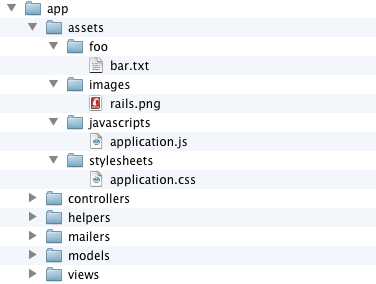 app
assets
foo
bar.txt
images
rails.png
javascripts
application.js
stylesheets
application.css
controllers
helpers
mailers
models
views